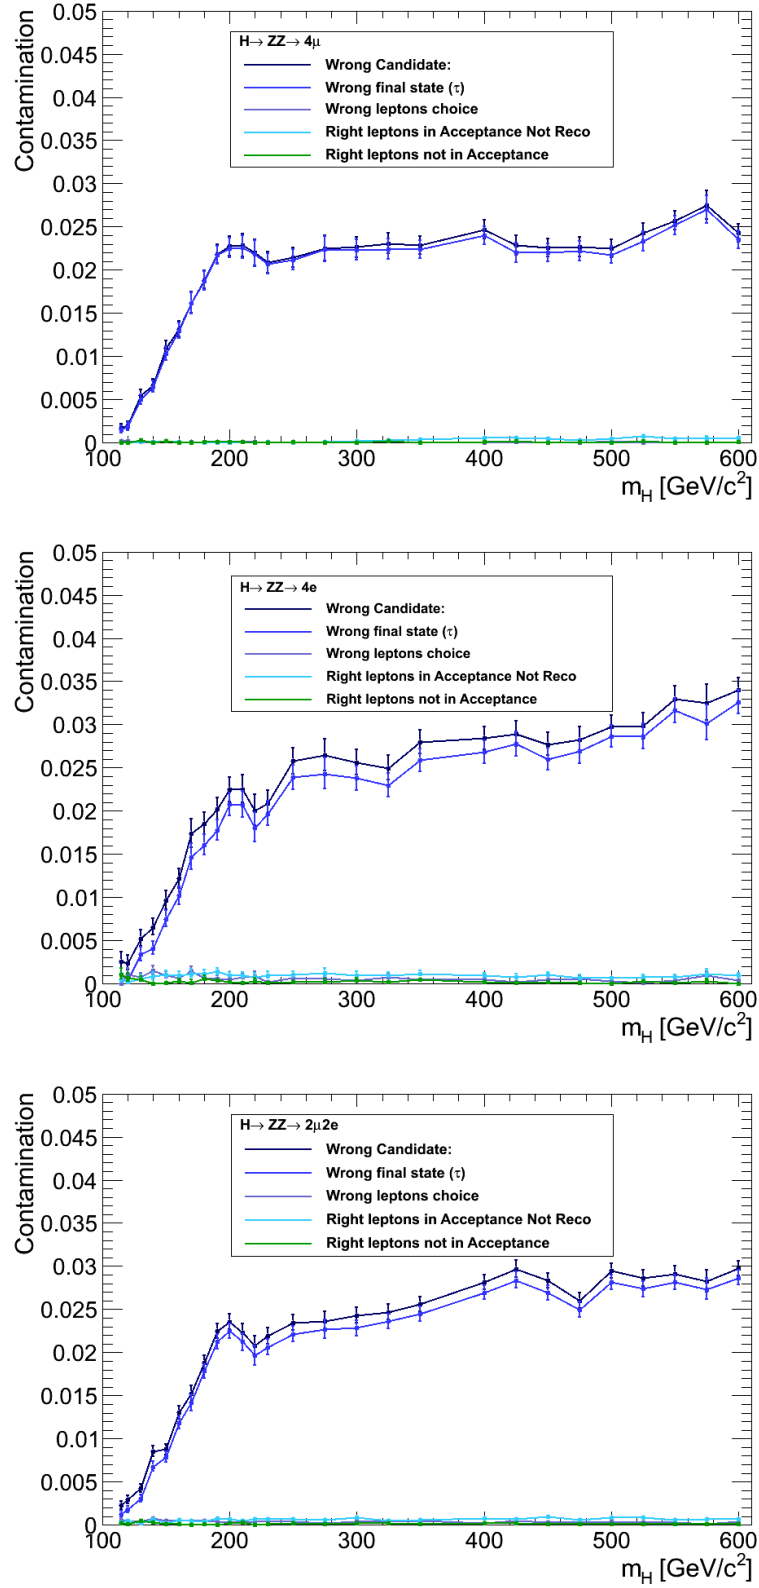 Contamination
0.05
0.045
0.04
0.035
0.03
0.025
0.02
0.015
0.01
0.005
0
H→ ZZ→ 4μ
Wrong Candidate:
Wrong final state (τ)
Wrong leptons choice
Right leptons in Acceptance Not Reco
Right leptons not in Acceptance
100 200 300 400 500 600
m_H [GeV/c²]
Contamination
0.05
0.045
0.04
0.035
0.03
0.025
0.02
0.015
0.01
0.005
0
H→ ZZ→ 4e
Wrong Candidate:
Wrong final state (τ)
Wrong leptons choice
Right leptons in Acceptance Not Reco
Right leptons not in Acceptance
100 200 300 400 500 600
m_H [GeV/c²]
Contamination
0.05
0.045
0.04
0.035
0.03
0.025
0.02
0.015
0.01
0.005
0
H→ ZZ→ 2μ2e
Wrong Candidate:
Wrong final state (τ)
Wrong leptons choice
Right leptons in Acceptance Not Reco
Right leptons not in Acceptance
100 200 300 400 500 600
m_H [GeV/c²]